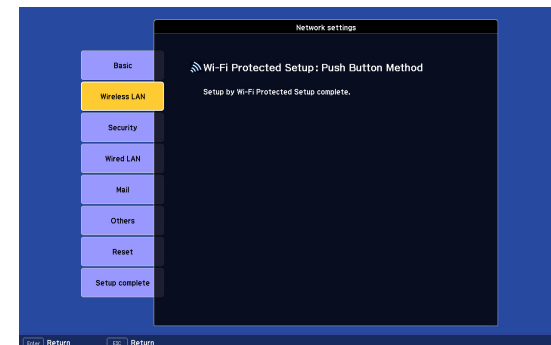 Network settings
Basic
Wireless LAN
Security
Wired LAN
Mail
Others
Reset
Setup complete
Wi-Fi Protected Setup : Push Button Method
Setup by Wi-Fi Protected Setup complete.
Enter Return ESC Return